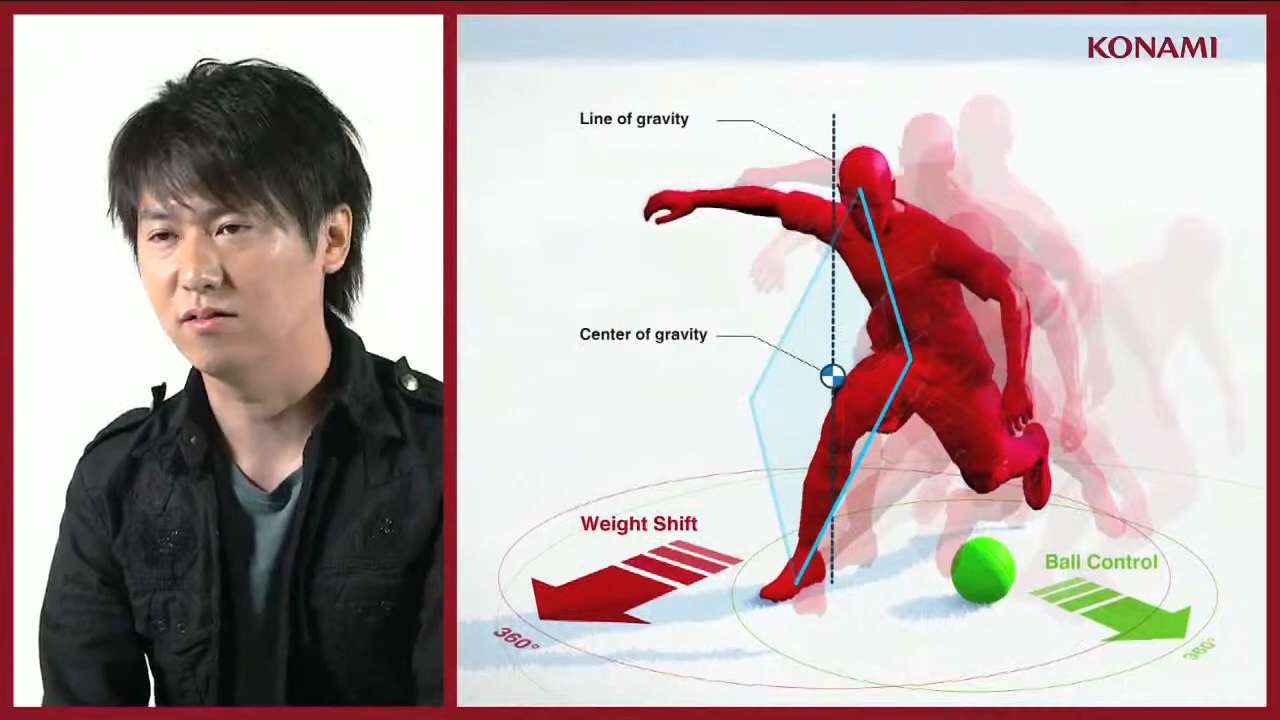 KONAMI
Line of gravity
Center of gravity
Weight Shift
Ball Control
360°
360°